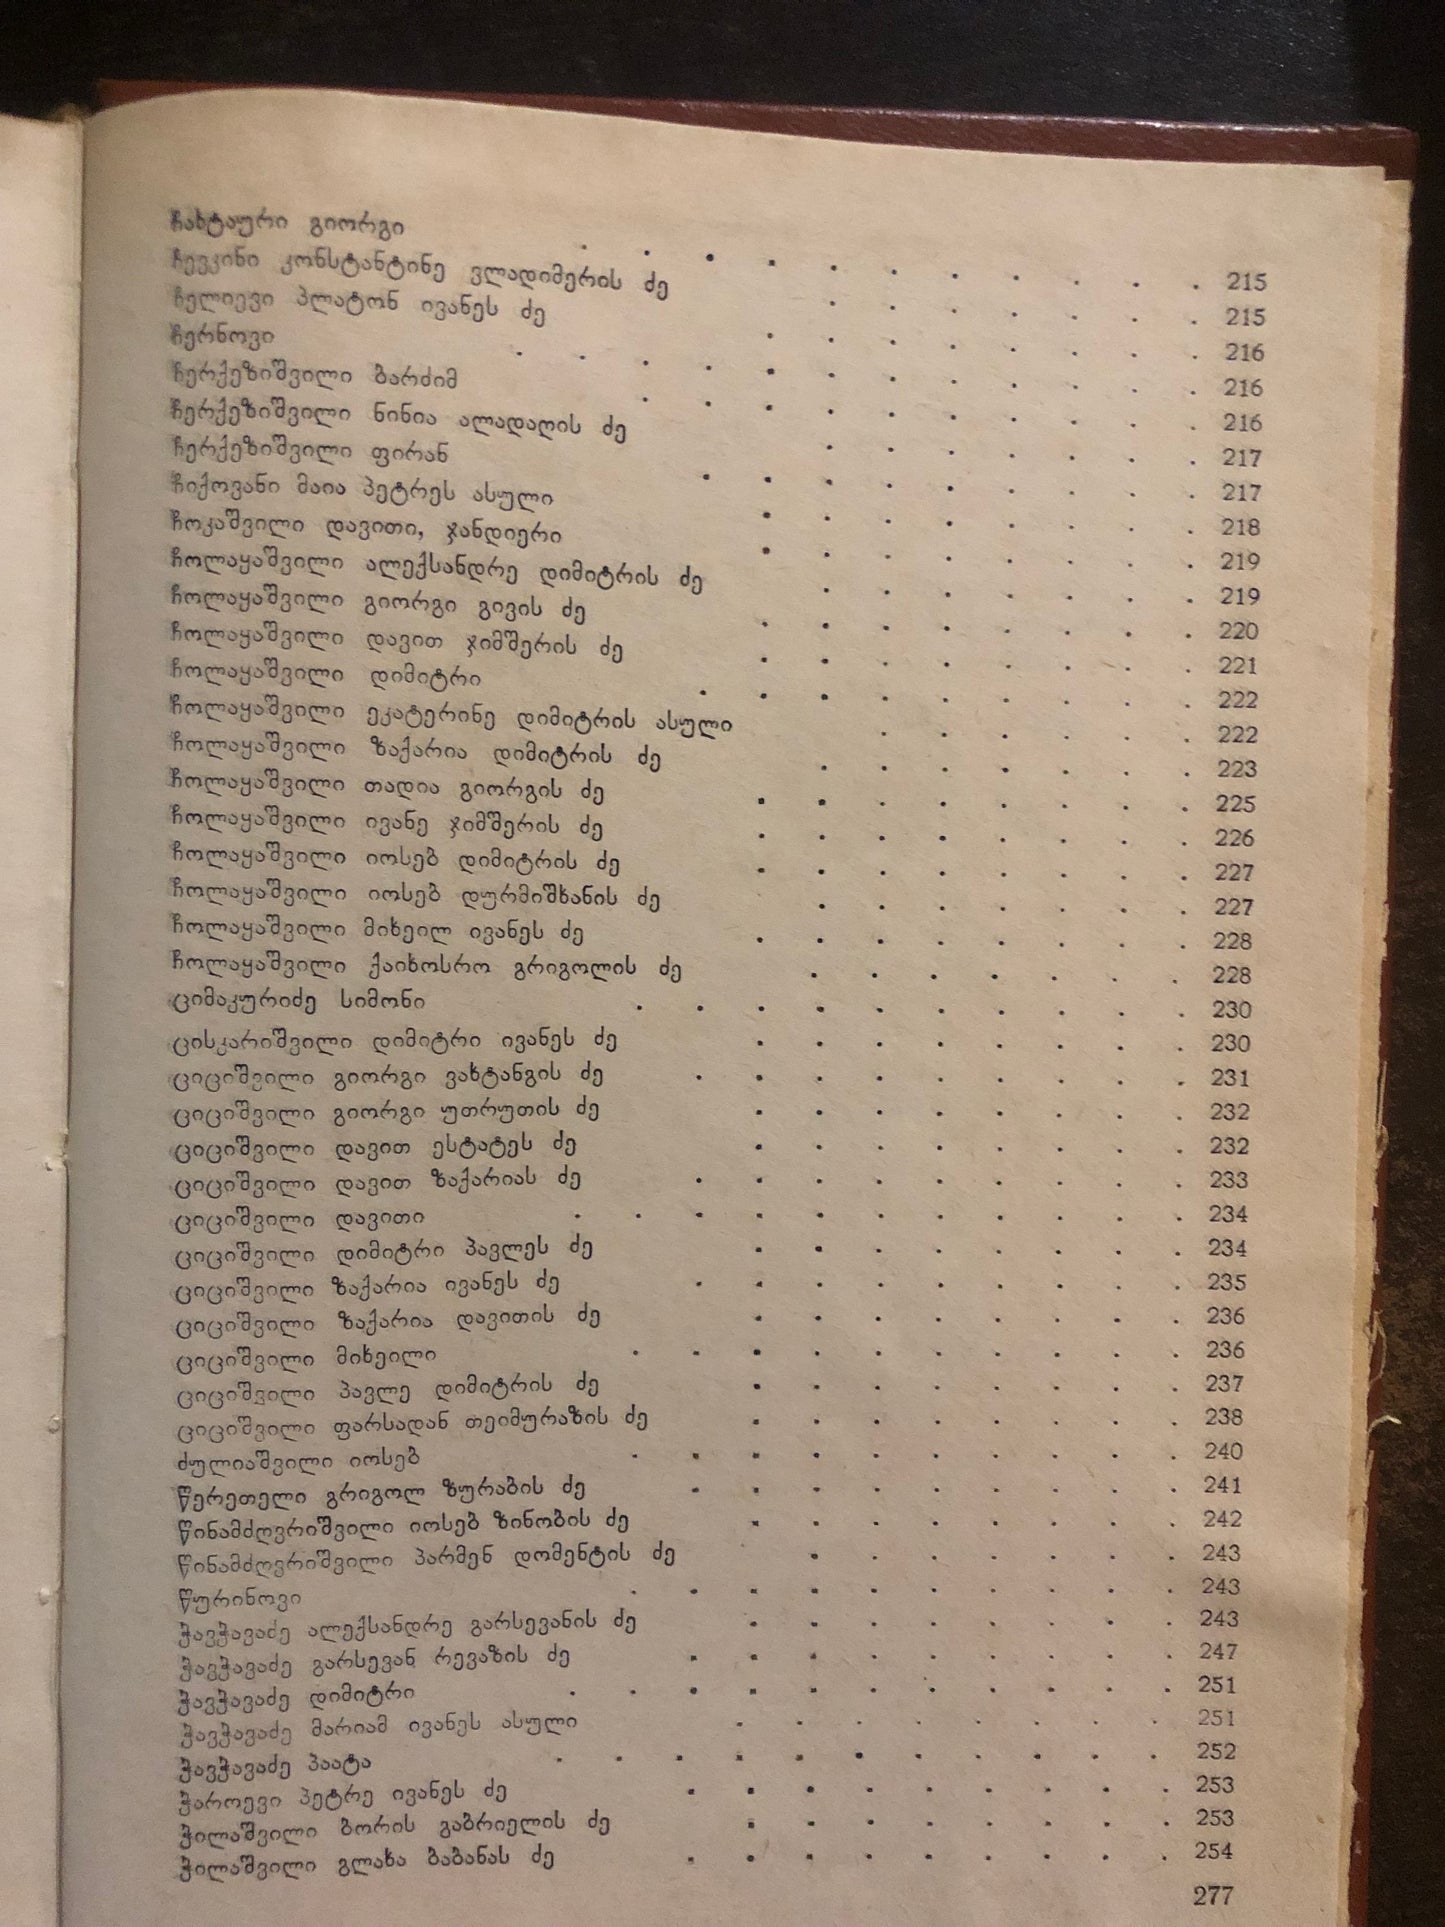 ჩახტაური გიორგი . . . . . . . . . . . 215
ჩევკინი კონსტანტინე ვლადიმერის ძე . . . . . . . 215
ჩელიევი პლატონ ივანეს ძე . . . . . . . . 216
ჩერნოვი . . . . . . . . . . . . 216
ჩერქეზიშვილი ბარძიმ . . . . . . . . . . 216
ჩერქეზიშვილი ნინია ალადაღის ძე . . . . . . . 217
ჩერქეზიშვილი ფირან . . . . . . . . . 217
ჩიქოვანი მაია პეტრეს ასული . . . . . . . . 218
ჩოკაშვილი დავითი, ჯანდიერი . . . . . . . . 219
ჩოლაყაშვილი ალექსანდრე დიმიტრის ძე . . . . . . . 219
ჩოლაყაშვილი გიორგი გივის ძე . . . . . . . . 220
ჩოლაყაშვილი დავით ჯიმშერის ძე . . . . . . . . 221
ჩოლაყაშვილი დიმიტრი . . . . . . . . . 222
ჩოლაყაშვილი ეკატერინე დიმიტრის ასული . . . . . . 222
ჩოლაყაშვილი ზაქარია დიმიტრის ძე . . . . . . . 223
ჩოლაყაშვილი თადია გიორგის ძე . . . . . . . . 225
ჩოლაყაშვილი ივანე ჯიმშერის ძე . . . . . . . . 226
ჩოლაყაშვილი იოსებ დიმიტრის ძე . . . . . . . . 227
ჩოლაყაშვილი იოსებ დურმიშხანის ძე . . . . . . . 227
ჩოლაყაშვილი მიხეილ ივანეს ძე . . . . . . . . 228
ჩოლაყაშვილი ქაიხოსრო გრიგოლის ძე . . . . . . . 228
ციმაკურიძე სიმონი . . . . . . . . . . 230
ცისკარიშვილი დიმიტრი ივანეს ძე . . . . . . . . 230
ციციშვილი გიორგი ვახტანგის ძე . . . . . . . . . 231
ციციშვილი გიორგი უთრუთის ძე . . . . . . . . 232
ციციშვილი დავით ესტატეს ძე . . . . . . . . 232
ციციშვილი დავით ზაქარიას ძე . . . . . . . . . 233
ციციშვილი დავითი . . . . . . . . . . . 234
ციციშვილი დიმიტრი პავლეს ძე . . . . . . . . 234
ციციშვილი ზაქარია ივანეს ძე . . . . . . . . . 235
ციციშვილი ზაქარია დავითის ძე . . . . . . . . 236
ციციშვილი მიხეილი . . . . . . . . . . 236
ციციშვილი პავლე დიმიტრის ძე . . . . . . . . 237
ციციშვილი ფარსადან თეიმურაზის ძე . . . . . . . . 238
ძულიაშვილი იოსებ . . . . . . . . . . 240
წერეთელი გრიგოლ ზურაბის ძე . . . . . . . . . 241
წინამძღვრიშვილი იოსებ ზინობის ძე . . . . . . . . 242
წინამძღვრიშვილი პარმენ დომენტის ძე . . . . . . . 243
წურინოვი . . . . . . . . . . 243
ჭავჭავაძე ალექსანდრე გარსევანის ძე . . . . . . . . 243
ჭავჭავაძე გარსევან რევაზის ძე . . . . . . . . . 247
ჭავჭავაძე დიმიტრი . . . . . . . . . . . 251
ჭავჭავაძე მარიამ ივანეს ასული . . . . . . . . 251
ჭავჭავაძე პაატა . . . . . . . . . . . 252
ჭაროევი პეტრე ივანეს ძე . . . . . . . . . 253
ჭილაშვილი ბორის გაბრიელის ძე . . . . . . . . 253
ჭილაშვილი გლახა ბაბანას ძე . . . . . . . . . 254
277